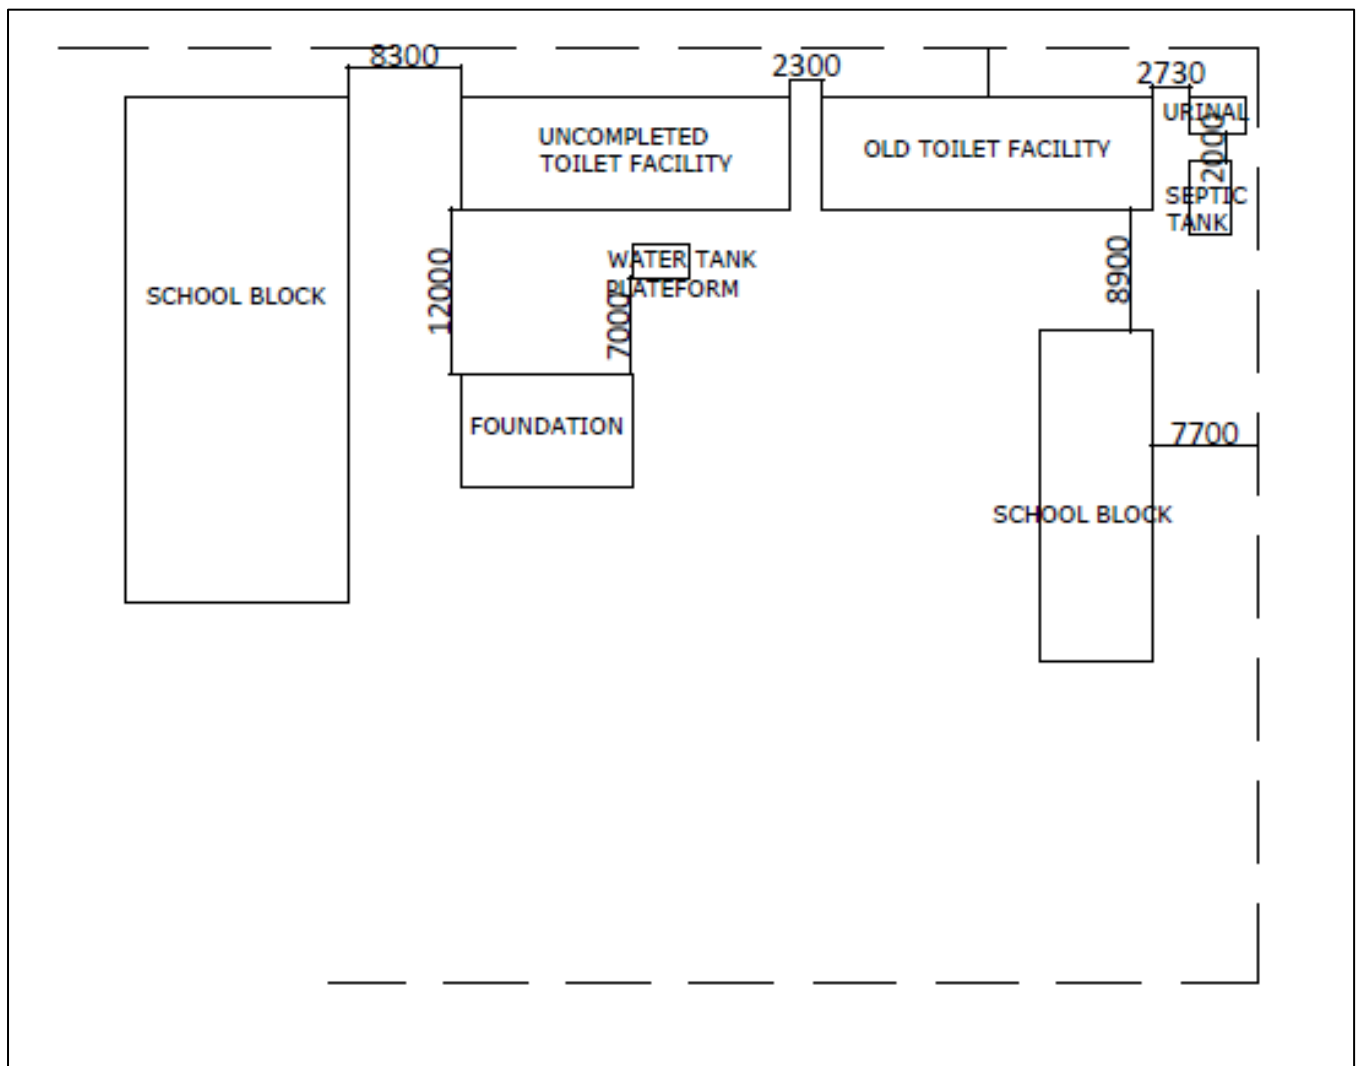 8300
2300
2730
URINAL
UNCOMPLETED
TOILET FACILITY
OLD TOILET FACILITY
2000
SEPTIC
TANK
WATER TANK
PLATEFORM
12000
7000
8900
SCHOOL BLOCK
FOUNDATION
7700
SCHOOL BLOCK